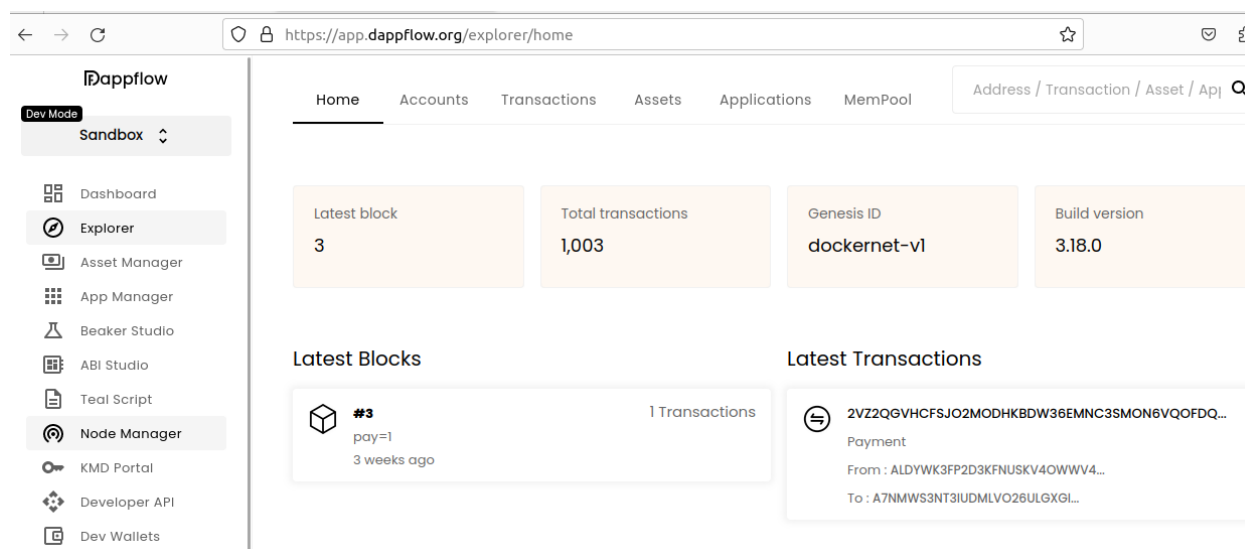 https://app.dappflow.org/explorer/home
Dappflow
Dev Mode
Sandbox
Dashboard
Explorer
Asset Manager
App Manager
Beaker Studio
ABI Studio
Teal Script
Node Manager
KMD Portal
Developer API
Dev Wallets
Home Accounts Transactions Assets Applications MemPool
Address / Transaction / Asset / App
Latest block
3
Total transactions
1,003
Genesis ID
dockernet-v1
Build version
3.18.0
Latest Blocks
#3 1 Transactions
pay=1
3 weeks ago
Latest Transactions
2VZ2QGVHCFSJO2MODHKBDW36EMNC3SMON6VQOFDQ...
Payment
From : ALDYWK3FP2D3KFNUSKV4OWWV4...
To : A7NMWS3NT3IUDMLVO26ULGXGI...